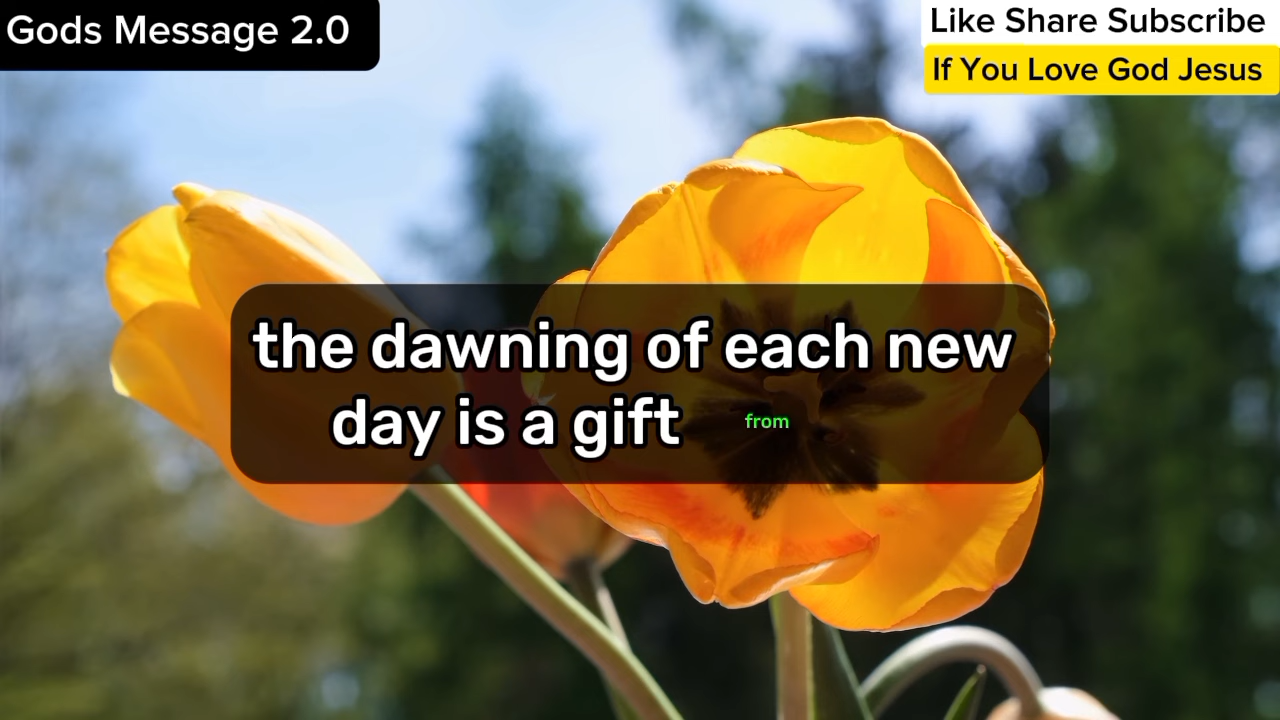 Gods Message 2.0
Like Share Subscribe
If You Love God Jesus
the dawning of each new
day is a gift from